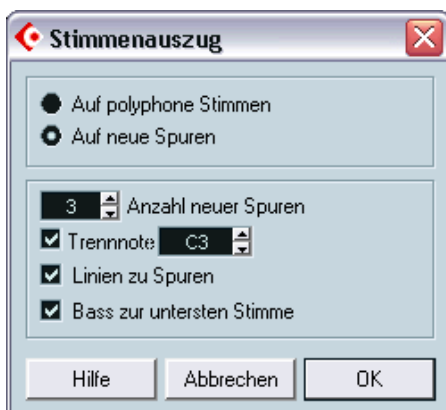 Stimmenauszug
Auf polyphone Stimmen
Auf neue Spuren
3 Anzahl neuer Spuren
Trennnote C3
Linien zu Spuren
Bass zur untersten Stimme
Hilfe Abbrechen OK